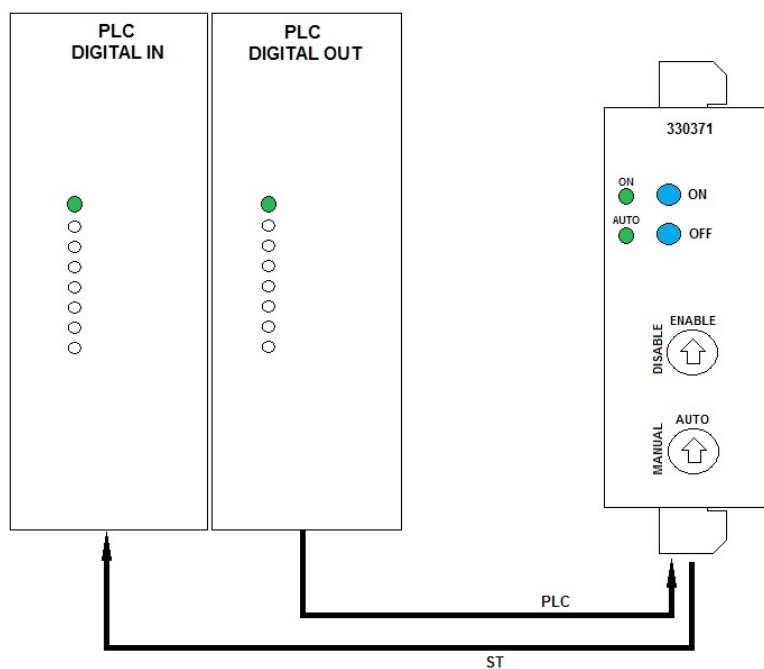 PLC
DIGITAL IN
PLC
DIGITAL OUT
330371
ON
ON
AUTO
OFF
ENABLE
DISABLE
AUTO
MANUAL
PLC
ST